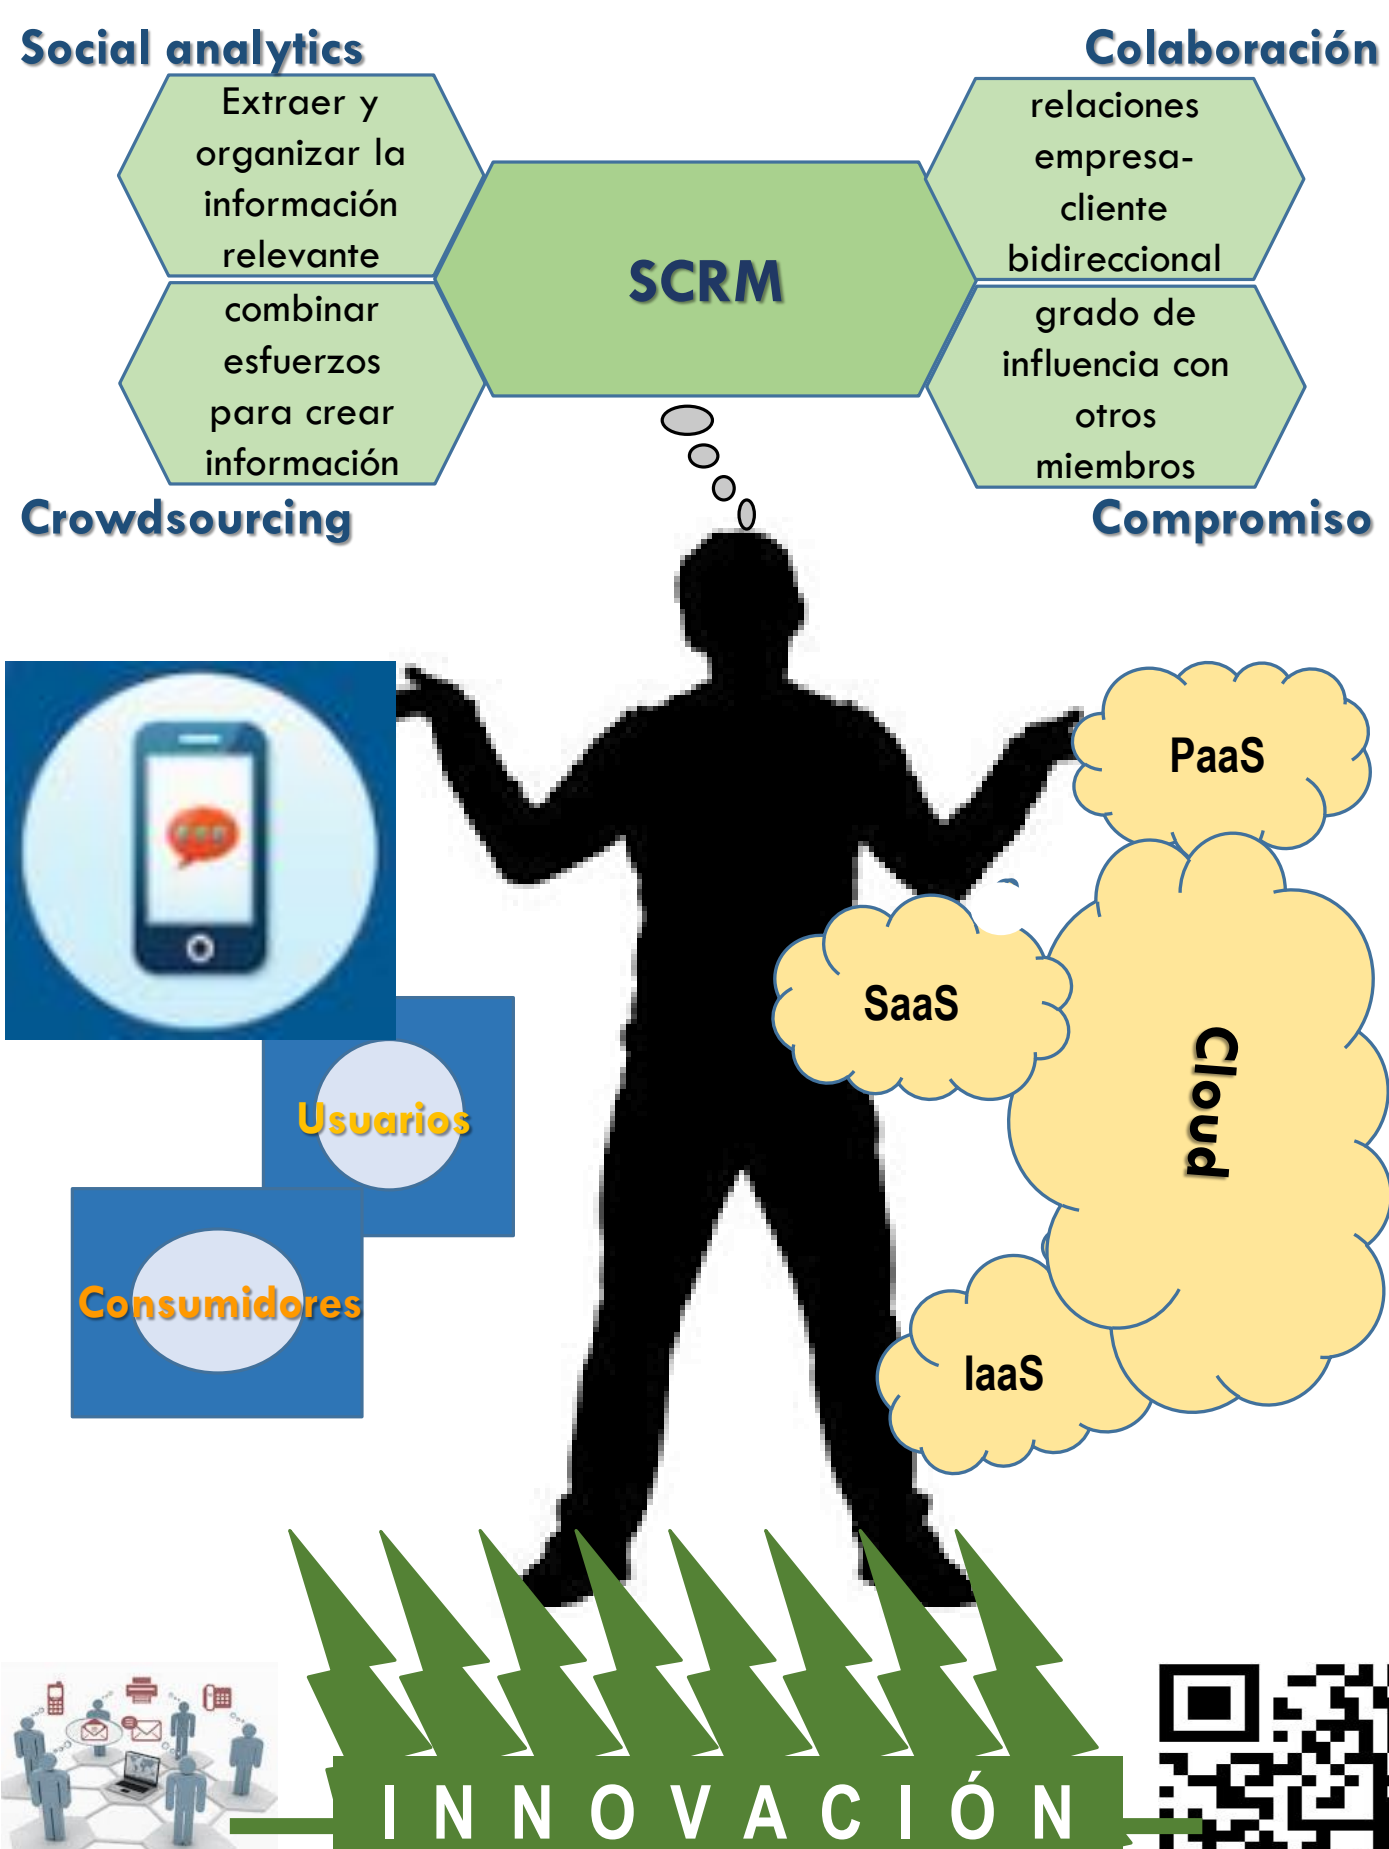 Social analytics
Extraer y
organizar la
información
relevante
combinar
esfuerzos
para crear
información
Crowdsourcing
SCRM
Colaboración
relaciones
empresa-
cliente
bidireccional
grado de
influencia con
otros
miembros
Compromiso
PaaS
SaaS
Cloud
IaaS
Usuarios
Consumidores
INNOVACIÓN